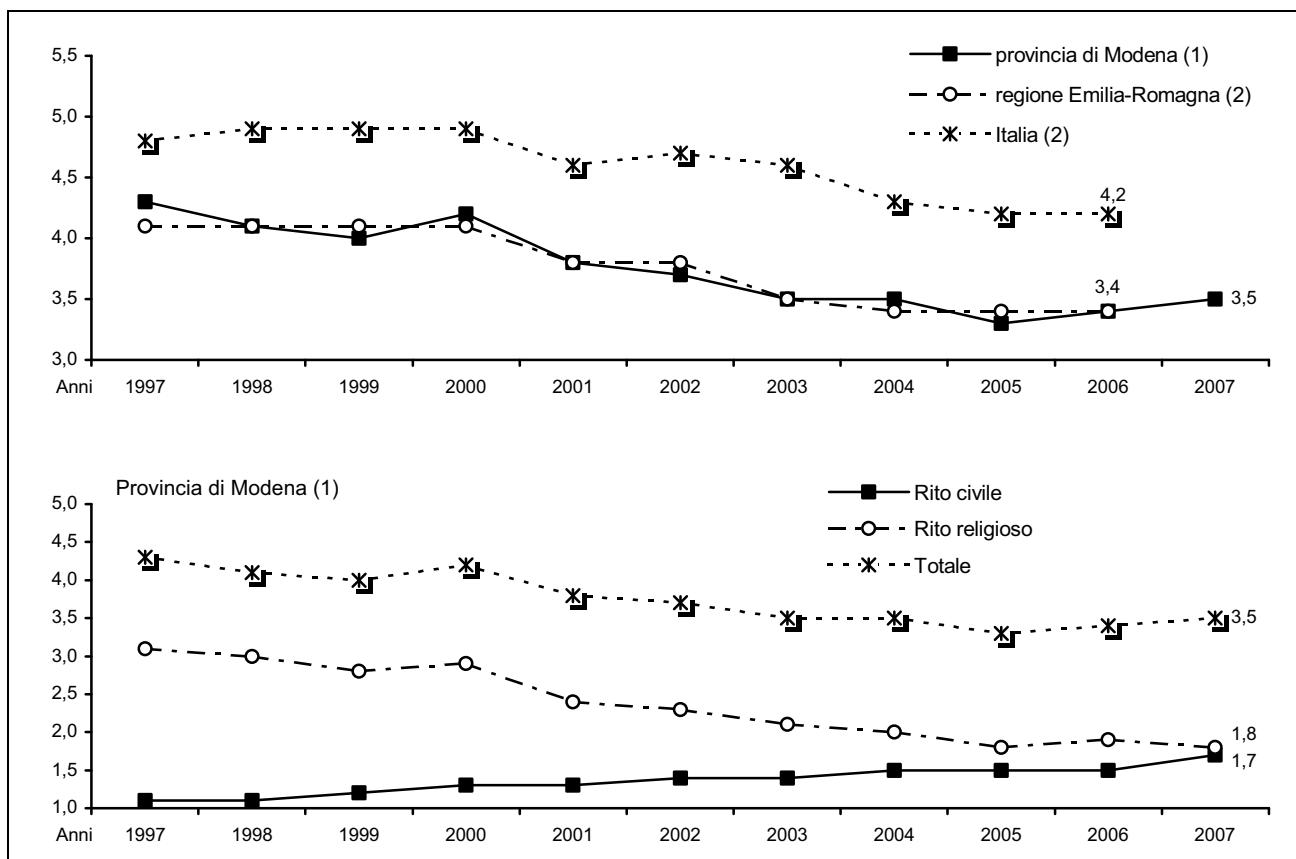 5,5
provincia di Modena (1)
regione Emilia-Romagna (2)
5,0
Italia (2)
4,5
4,2
4,0
3,5
3,4
3,5
3,0
Anni 1997 1998 1999 2000 2001 2002 2003 2004 2005 2006 2007
Provincia di Modena (1)
5,0
Rito civile
4,5
Rito religioso
4,0
Totale
3,5
3,5
3,0
2,5
2,0
1,8
1,5
1,7
1,0
Anni 1997 1998 1999 2000 2001 2002 2003 2004 2005 2006 2007